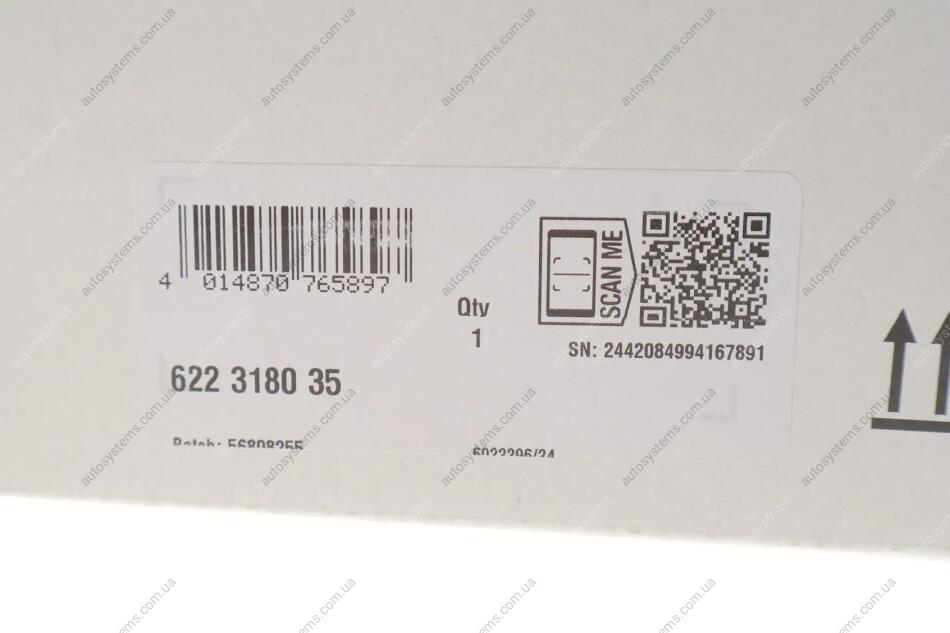 4 014870 765897
SCAN ME
Qty
1
SN: 2442084994167891
622 3180 35
autosystems.com.ua